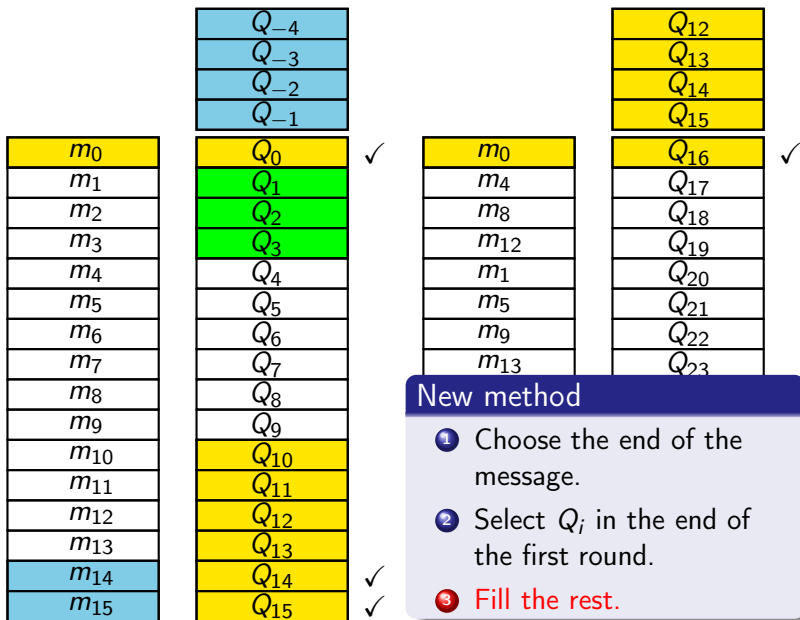 Q₋₄
Q₋₃
Q₋₂
Q₋₁
m₀ Q₀ ✓
m₁ Q₁
m₂ Q₂
m₃ Q₃
m₄ Q₄
m₅ Q₅
m₆ Q₆
m₇ Q₇
m₈ Q₈
m₉ Q₉
m₁₀ Q₁₀
m₁₁ Q₁₁
m₁₂ Q₁₂
m₁₃ Q₁₃
m₁₄ Q₁₄ ✓
m₁₅ Q₁₅ ✓
Q₁₂
Q₁₃
Q₁₄
Q₁₅
m₀ Q₁₆ ✓
m₄ Q₁₇
m₈ Q₁₈
m₁₂ Q₁₉
m₁ Q₂₀
m₅ Q₂₁
m₉ Q₂₂
m₁₃ Q₂₃
New method
1 Choose the end of the
message.
2 Select Qᵢ in the end of
the first round.
3 Fill the rest.